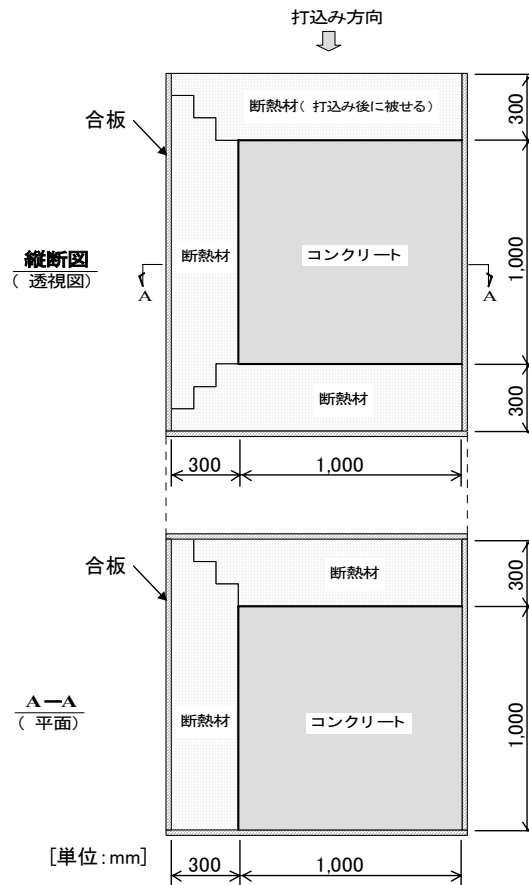 打込み方向
断熱材( 打込み後に被せる)
300
合板
断熱材
コンクリート
1,000
縦断図
( 透視図)
A
A
断熱材
300
300
1,000
合板
断熱材
300
A―A
( 平面)
断熱材
コンクリート
1,000
[単位:mm]
300
1,000